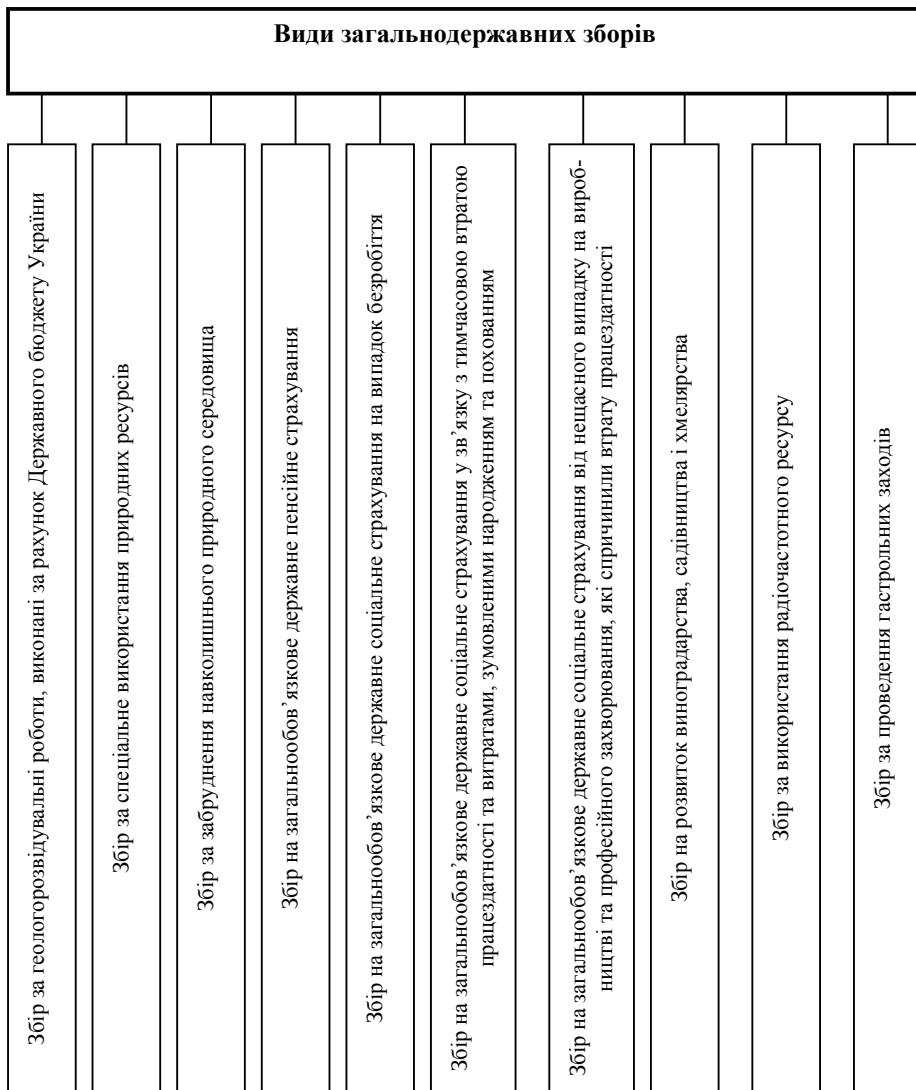 Види загальнодержавних зборів
Збір за геологорозвідувальні роботи, виконані за рахунок Державного бюджету України
Збір за спеціальне використання природних ресурсів
Збір за забруднення навколишнього природного середовища
Збір на загальнообов’язкове державне пенсійне страхування
Збір на загальнообов’язкове державне соціальне страхування на випадок безробіття
Збір на загальнообов’язкове державне соціальне страхування у зв’язку з тимчасовою втратою
працездатності та витратами, зумовленими народженням та похованням
Збір на загальнообов’язкове державне соціальне страхування від нещасного випадку на вироб-
ництві та професійного захворювання, які спричинили втрату працездатності
Збір на розвиток виноградарства, садівництва і хмелярства
Збір за використання радіочастотного ресурсу
Збір за проведення гастрольних заходів